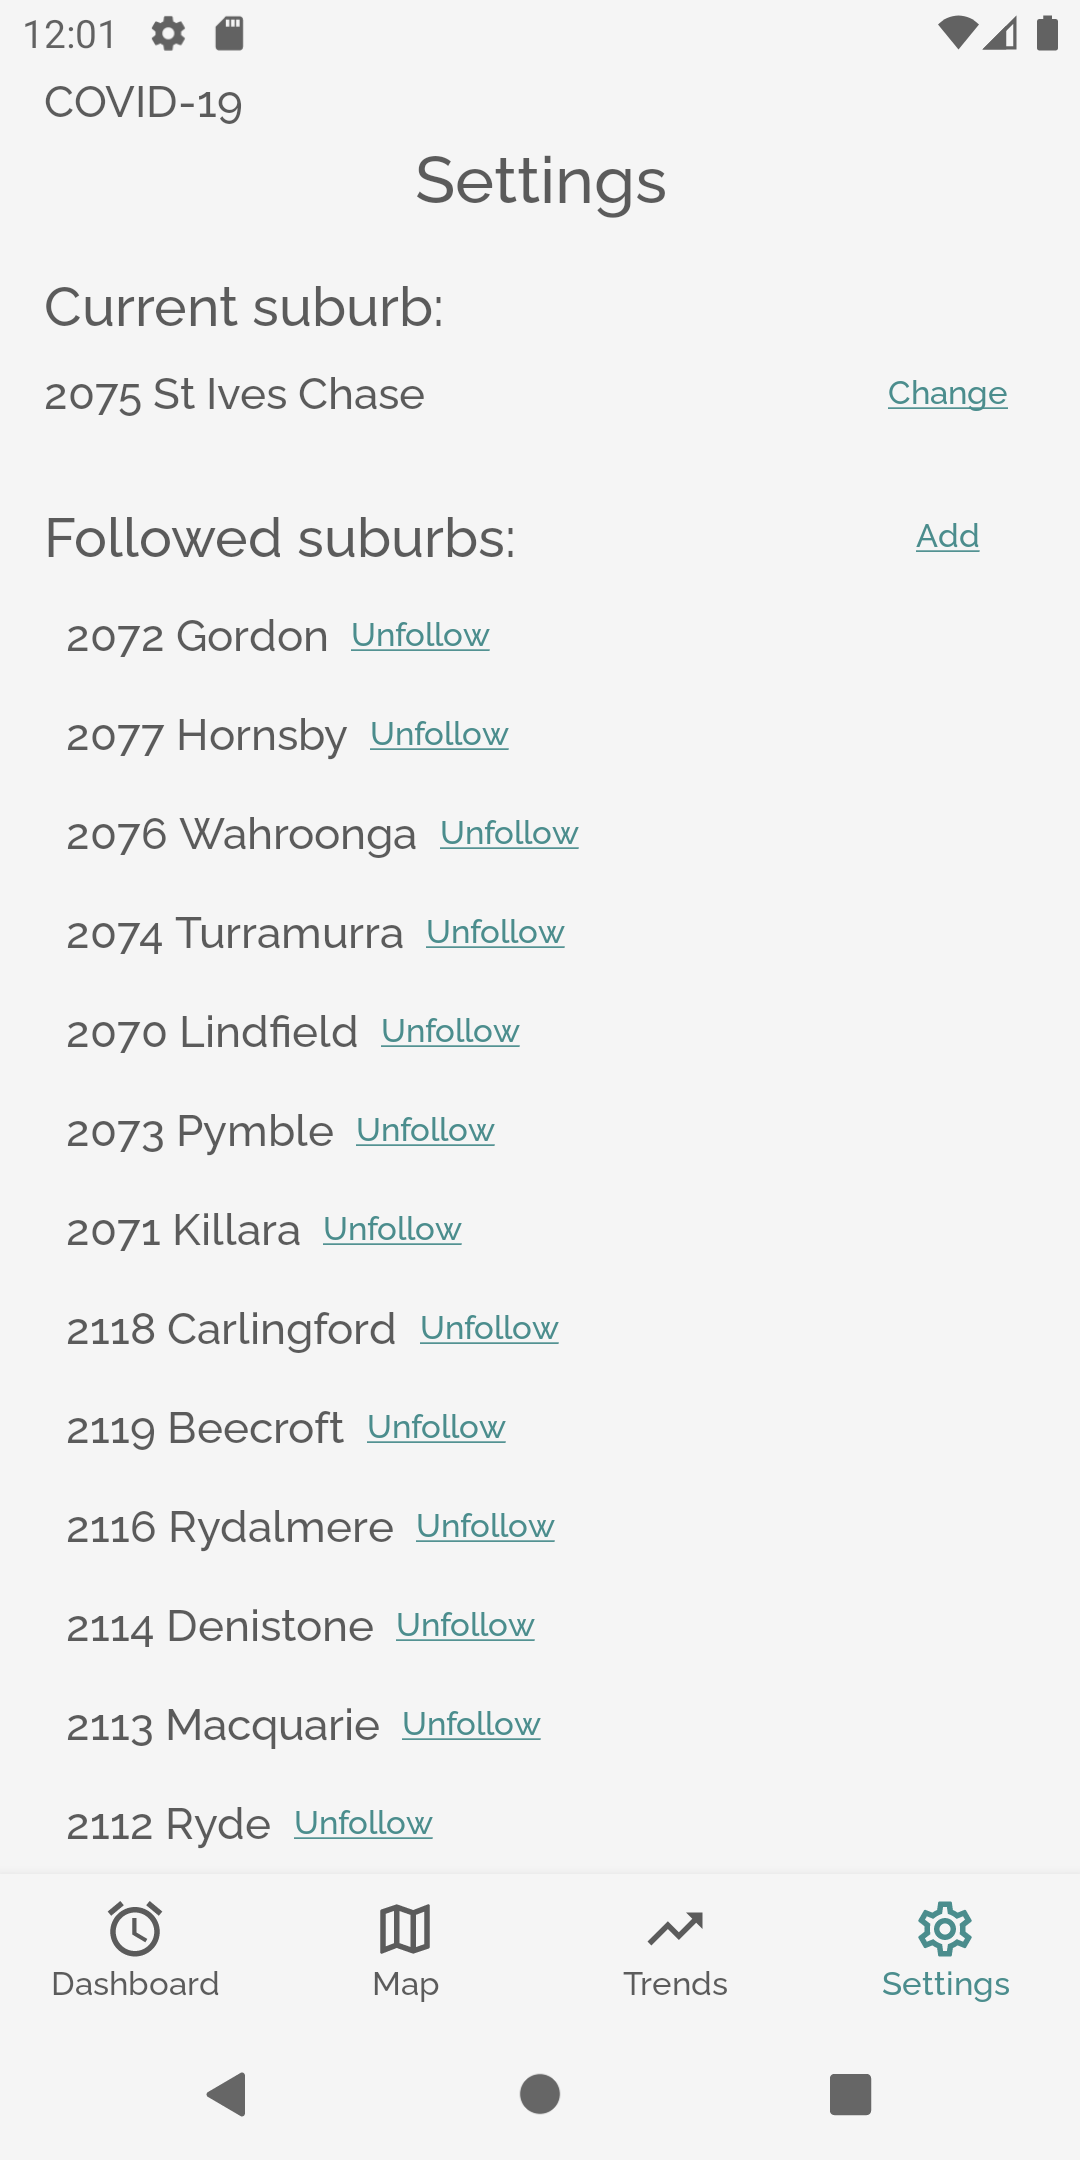 12:01
COVID-19
Settings
Current suburb:
2075 St Ives Chase Change
Followed suburbs: Add
2072 Gordon Unfollow
2077 Hornsby Unfollow
2076 Wahroonga Unfollow
2074 Turramurra Unfollow
2070 Lindfield Unfollow
2073 Pymble Unfollow
2071 Killara Unfollow
2118 Carlingford Unfollow
2119 Beecroft Unfollow
2116 Rydalmere Unfollow
2114 Denistone Unfollow
2113 Macquarie Unfollow
2112 Ryde Unfollow
Dashboard Map Trends Settings